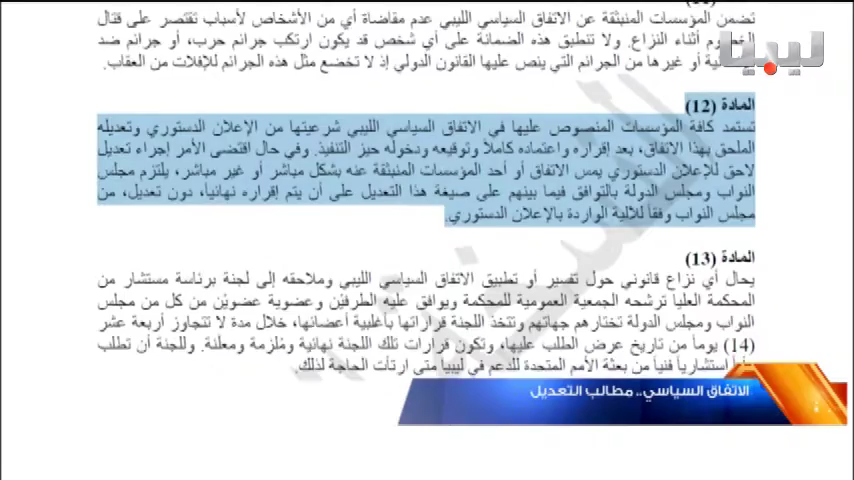 تضمن المؤسسات المنبثقة عن الاتفاق السياسي الليبي عدم مقاضاة أي من الأشخاص لأسباب تقتصر على قتال
الخصوم أثناء النزاع. ولا تنطبق هذه الضمانة على أي شخص قد يكون ارتكب جرائم حرب، أو جرائم ضد
أو غيرها من الجرائم التي ينص عليها القانون الدولي إذ لا تخضع مثل هذه الجرائم للإفلات من العقاب.
ليبيا
المادة (12)
تستمد كافة المؤسسات المنصوص عليها في الاتفاق السياسي الليبي شرعيتها من الإعلان الدستوري وتعديله
الملحق بهذا الاتفاق، بعد إقراره واعتماده كاملاً وتوقيعه ودخوله حيز التنفيذ. وفي حال اقتضى الأمر إجراء تعديل
لاحق للإعلان الدستوري يمس الاتفاق أو أحد المؤسسات المنبثقة عنه بشكل مباشر أو غير مباشر، يلتزم مجلس
النواب ومجلس الدولة بالتوافق فيما بينهم على صيغة هذا التعديل على أن يتم إقراره نهائياً، دون تعديل، من
مجلس النواب وفقاً للآلية الواردة بالإعلان الدستوري.
المادة (13)
يحال أي نزاع قانوني حول تفسير أو تطبيق الاتفاق السياسي الليبي وملاحقه إلى لجنة برئاسة مستشار من
المحكمة العليا ترشحه الجمعية العمومية للمحكمة ويوافق عليه الطرفيْن وعضوية عضويْن من كل من مجلس
النواب ومجلس الدولة تختارهم جهاتهم وتتخذ اللجنة قراراتها بأغلبية أعضائها، خلال مدة لا تتجاوز أربعة عشر
(14) يوماً من تاريخ عرض الطلب عليها، وتكون قرارات تلك اللجنة نهائية ومُلزمة ومعلنة. وللجنة أن تطلب
استشارياً فنياً من بعثة الأمم المتحدة للدعم في ليبيا متى ارتأت الحاجة لذلك.
الاتفاق السياسي.. مطالب التعديل